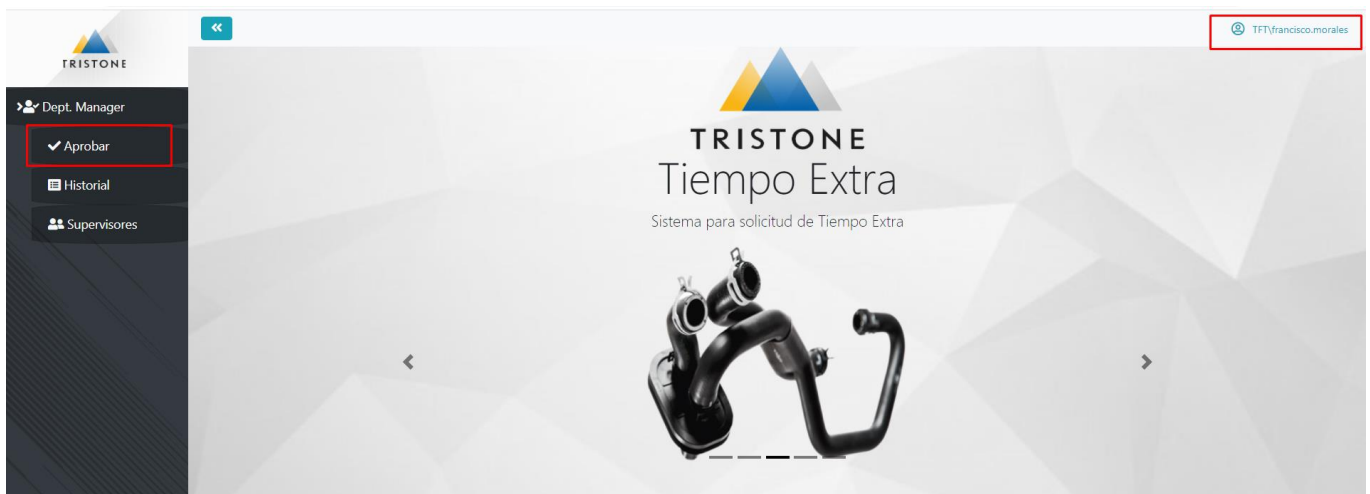 TRISTONE
Dept. Manager
Aprobar
Historial
Supervisores
TFT\francisco.morales
TRISTONE
Tiempo Extra
Sistema para solicitud de Tiempo Extra